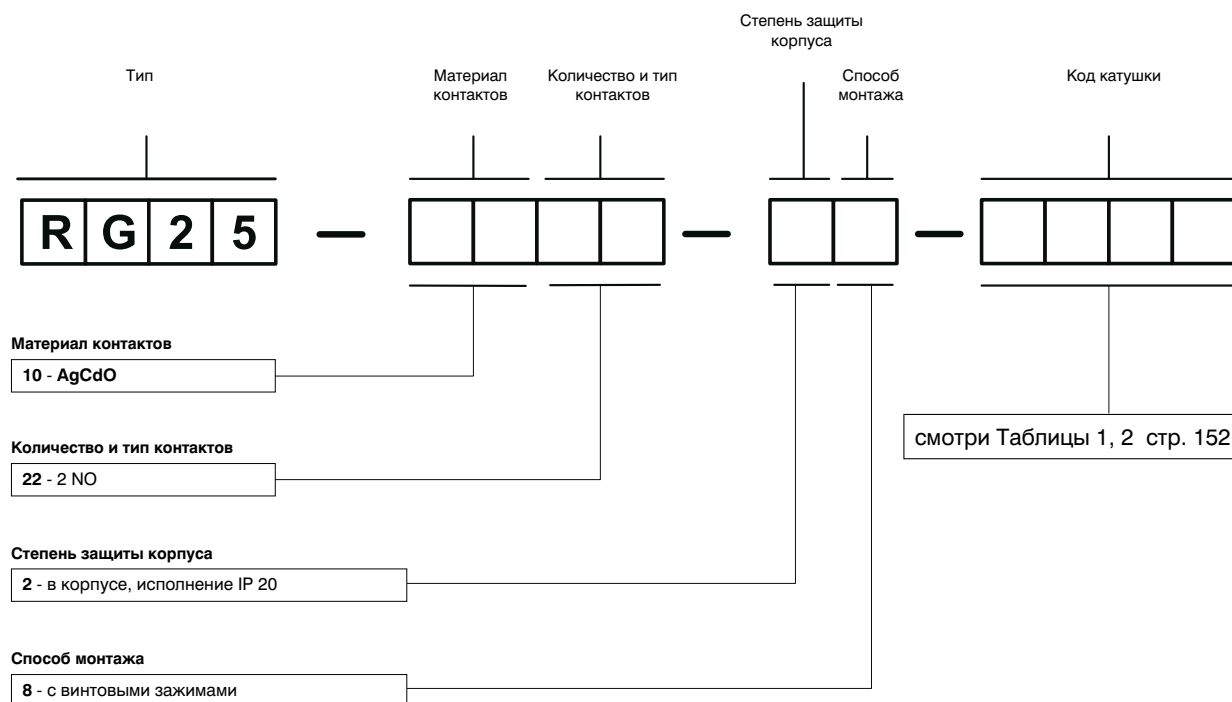 Степень защиты
корпуса
Тип
Материал
контактов
Количество и тип
контактов
Способ
монтажа
Код катушки
R G 2 5 — — —
Материал контактов
10 - AgCdO
смотри Таблицы 1, 2 стр. 152
Количество и тип контактов
22 - 2 NO
Степень защиты корпуса
2 - в корпусе, исполнение IP 20
Способ монтажа
8 - с винтовыми зажимами